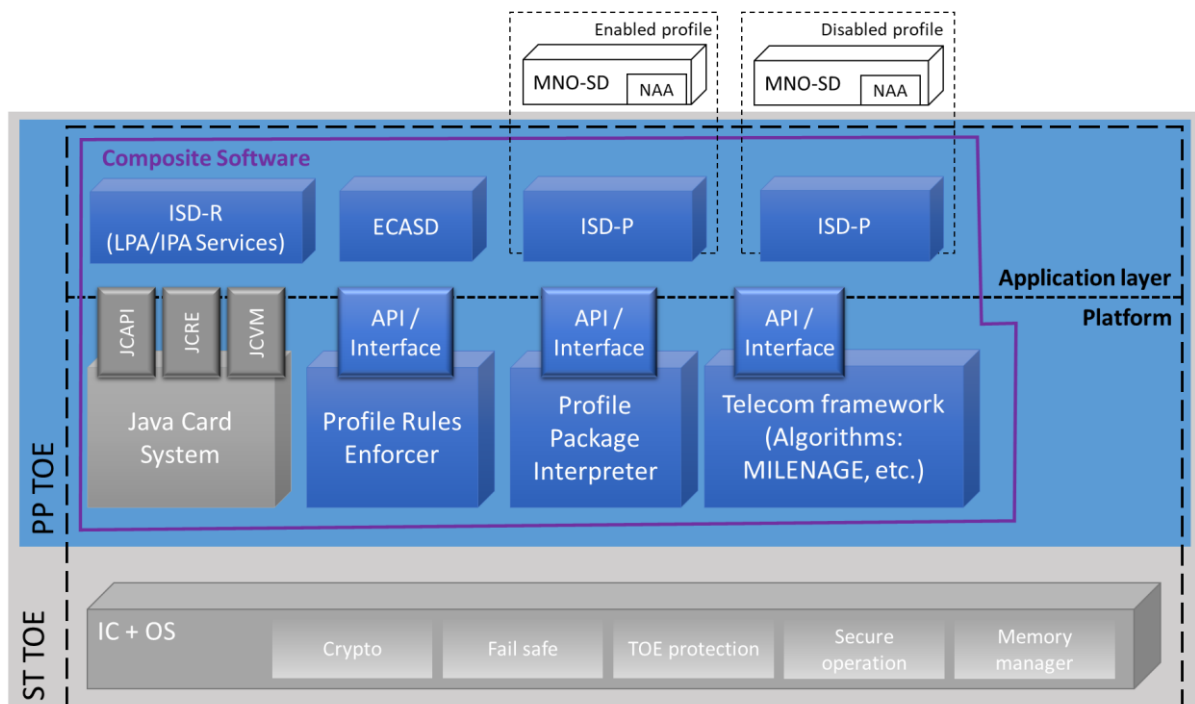 Enabled profile
Disabled profile
MNO-SD
NAA
MNO-SD
NAA
Composite Software
ISD-R
(LPA/IPA Services)
ECASD
ISD-P
ISD-P
Application layer
Platform
JCAPI
JCRE
JCVM
API /
Interface
API /
Interface
API /
Interface
Java Card
System
Profile Rules
Enforcer
Profile
Package
Interpreter
Telecom framework
(Algorithms:
MILENAGE, etc.)
PP TOE
ST TOE
IC + OS
Crypto
Fail safe
TOE protection
Secure
operation
Memory
manager